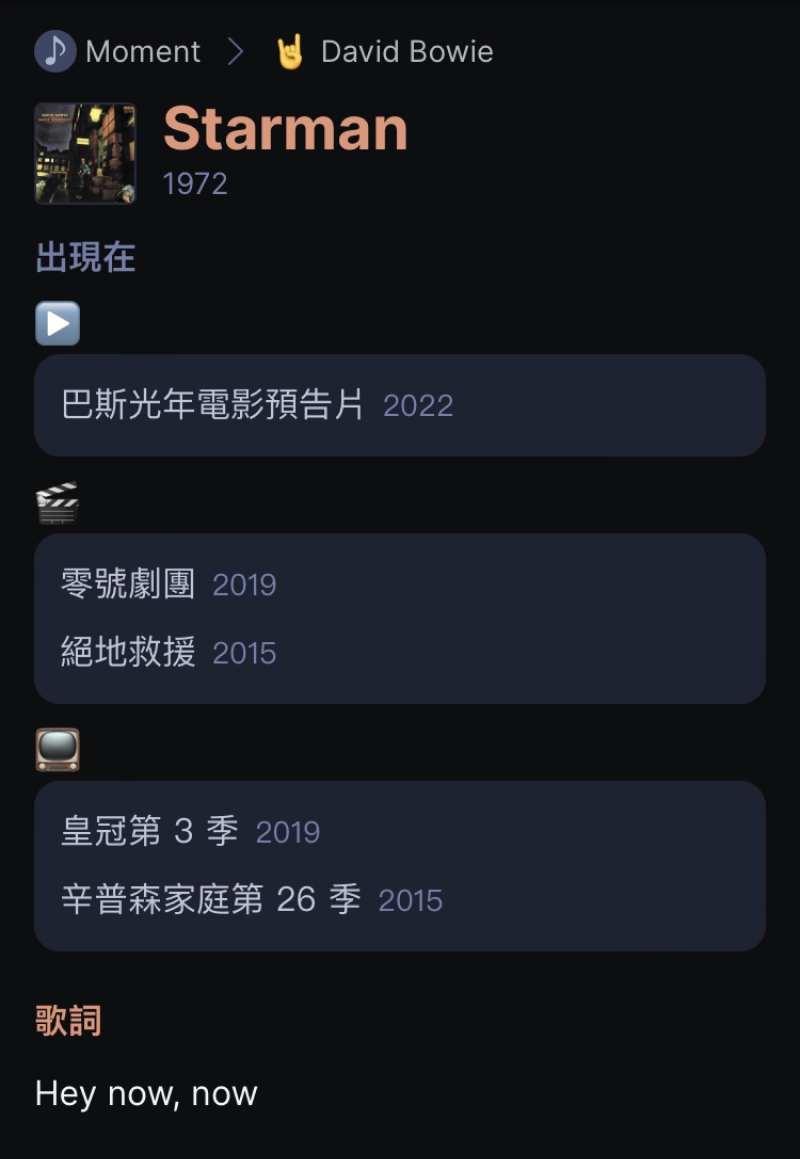 Moment
David Bowie
Starman
1972
出現在
巴斯光年電影預告片 2022
零號劇團 2019
絕地救援 2015
皇冠第 3 季 2019
辛普森家庭第 26 季 2015
歌詞
Hey now, now